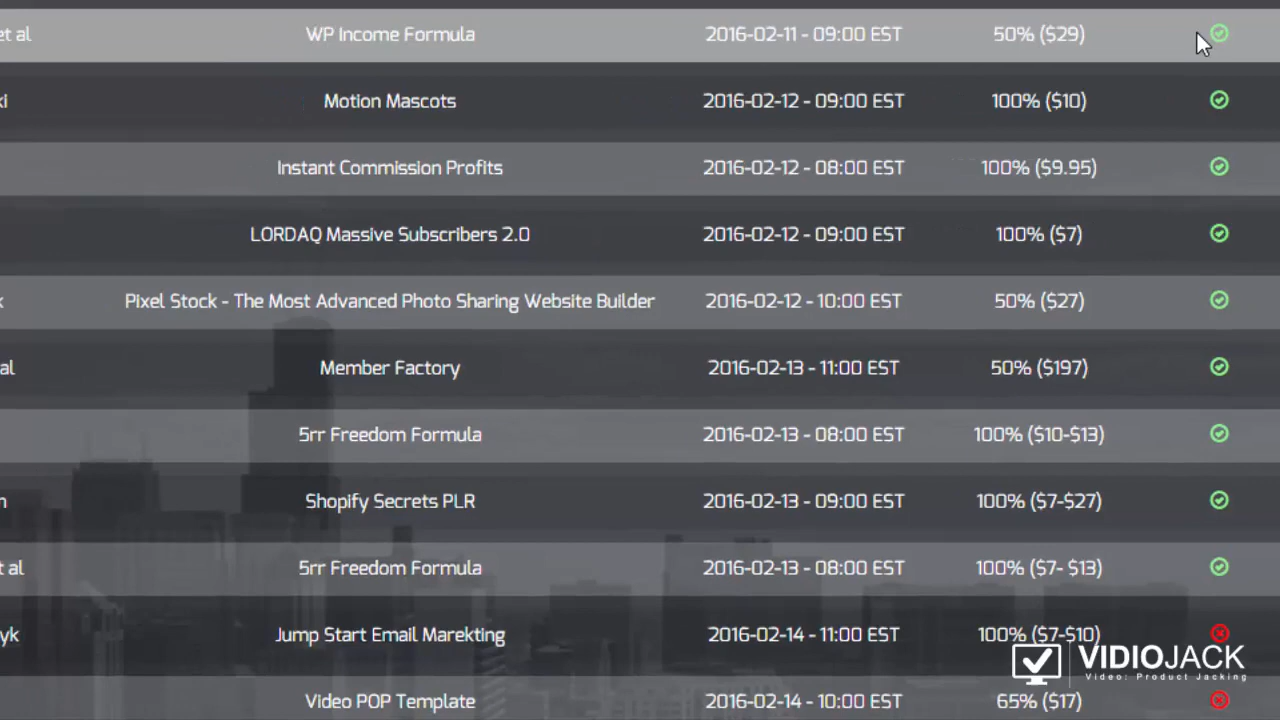 et al WP Income Formula 2016-02-11 - 09:00 EST 50% ($29)
ki Motion Mascots 2016-02-12 - 09:00 EST 100% ($10)
Instant Commission Profits 2016-02-12 - 08:00 EST 100% ($9.95)
LORDAQ Massive Subscribers 2.0 2016-02-12 - 09:00 EST 100% ($7)
k Pixel Stock - The Most Advanced Photo Sharing Website Builder 2016-02-12 - 10:00 EST 50% ($27)
al Member Factory 2016-02-13 - 11:00 EST 50% ($197)
5rr Freedom Formula 2016-02-13 - 08:00 EST 100% ($10-$13)
n Shopify Secrets PLR 2016-02-13 - 09:00 EST 100% ($7-$27)
t al 5rr Freedom Formula 2016-02-13 - 08:00 EST 100% ($7- $13)
yk Jump Start Email Marekting 2016-02-14 - 11:00 EST 100% ($7-$10)
VIDIOJACK
Video: Product Jacking
Video POP Template 2016-02-14 - 10:00 EST 65% ($17)